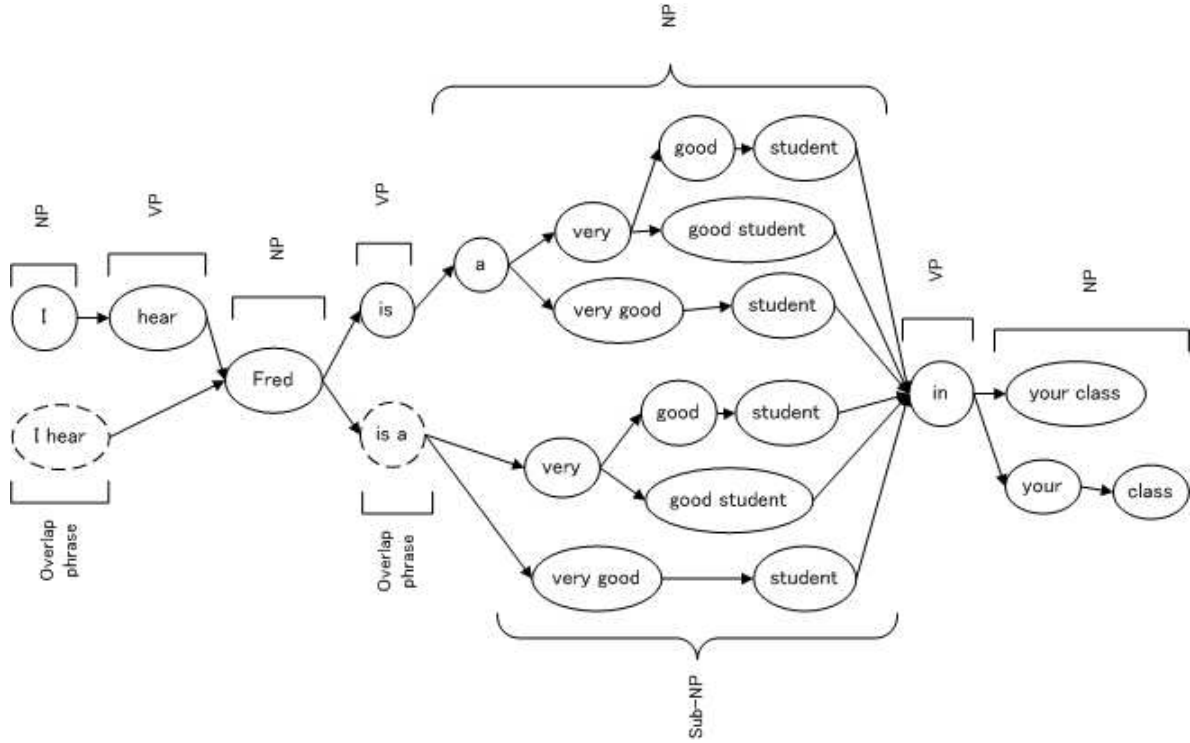 NP
VP
NP
VP
NP
VP
NP
I
hear
I hear
Fred
is
is a
a
very
good
student
good student
very good
student
very
good
student
good student
very good
student
in
your class
your
class
Overlap
phrase
Overlap
phrase
Sub-NP